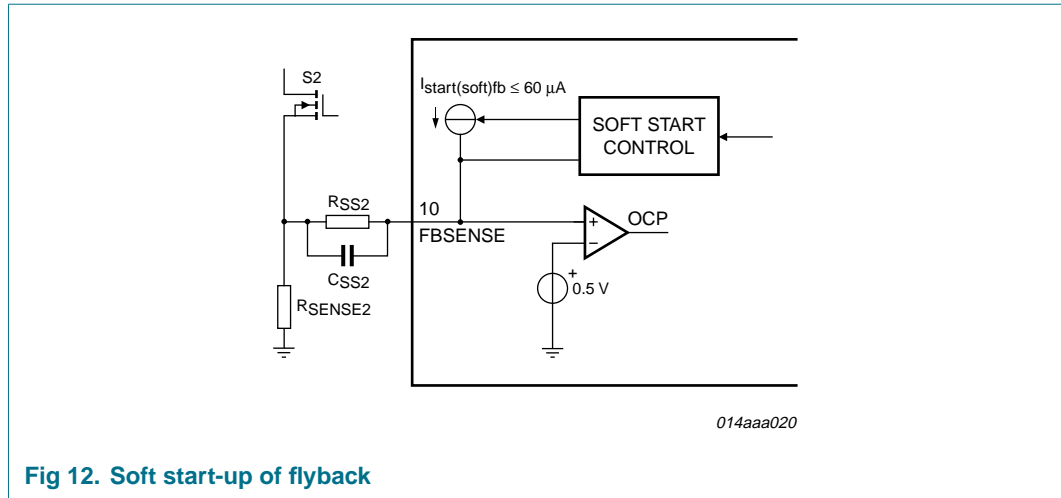 S2
Istart(soft)fb ≤ 60 μA
SOFT START
CONTROL
RSS2
10
FBSENSE
OCP
+
−
CSS2
+
0.5 V
RSENSE2
014aaa020
Fig 12. Soft start-up of flyback